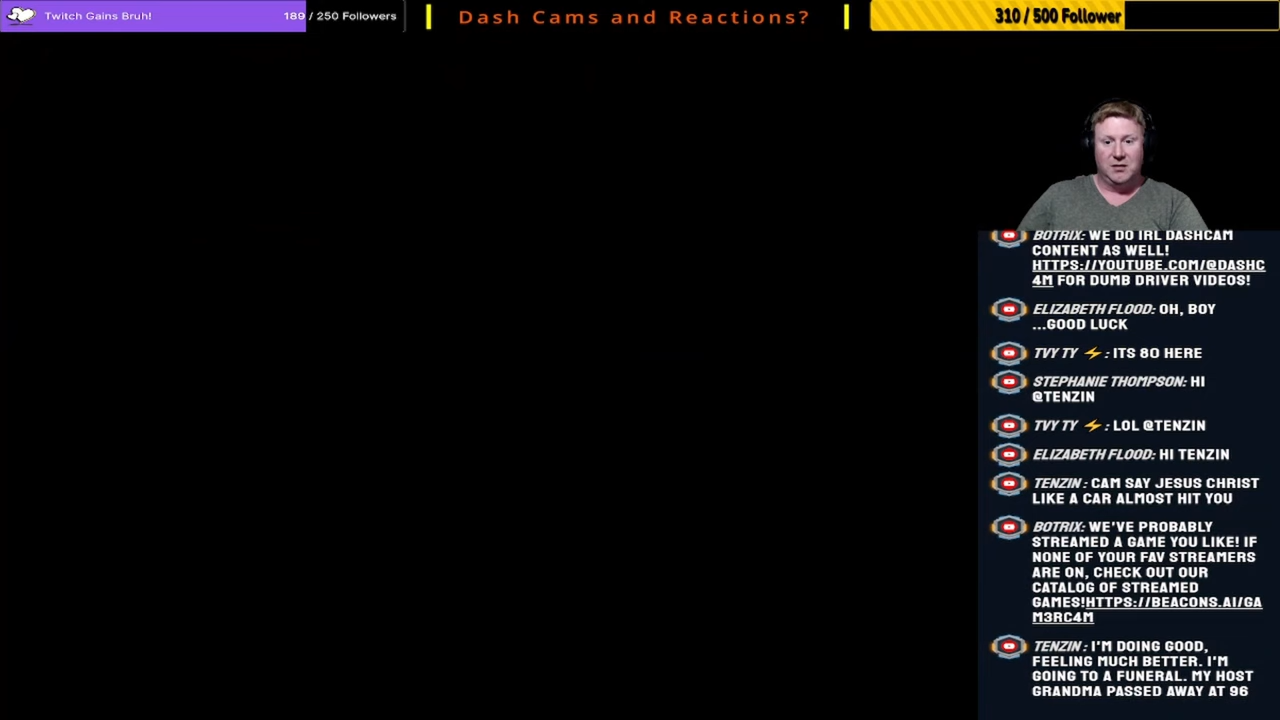 Twitch Gains Bruh!
189 / 250 Followers
Dash Cams and Reactions?
310 / 500 Follower
BOTRIX: WE DO IRL DASHCAM
CONTENT AS WELL!
HTTPS://YOUTUBE.COM/@DASHC
4M FOR DUMB DRIVER VIDEOS!
ELIZABETH FLOOD: OH, BOY
...GOOD LUCK
TVY TY ⚡: ITS 80 HERE
STEPHANIE THOMPSON: HI
@TENZIN
TVY TY ⚡: LOL @TENZIN
ELIZABETH FLOOD: HI TENZIN
TENZIN : CAM SAY JESUS CHRIST
LIKE A CAR ALMOST HIT YOU
BOTRIX: WE'VE PROBABLY
STREAMED A GAME YOU LIKE! IF
NONE OF YOUR FAV STREAMERS
ARE ON, CHECK OUT OUR
CATALOG OF STREAMED
GAMES!HTTPS://BEACONS.AI/GA
M3RC4M
TENZIN : I'M DOING GOOD,
FEELING MUCH BETTER. I'M
GOING TO A FUNERAL. MY HOST
GRANDMA PASSED AWAY AT 96